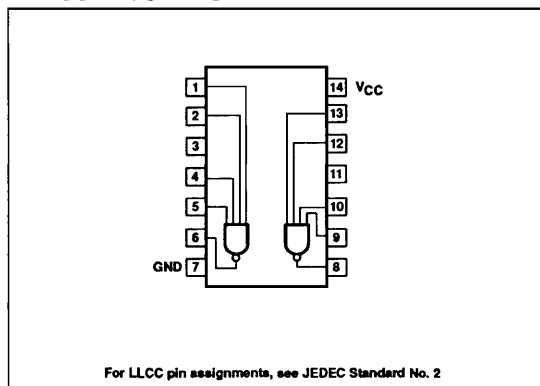 1 14 VCC
2 13
3 12
4 11
5 10
6 9
GND 7 8
For LLCC pin assignments, see JEDEC Standard No. 2